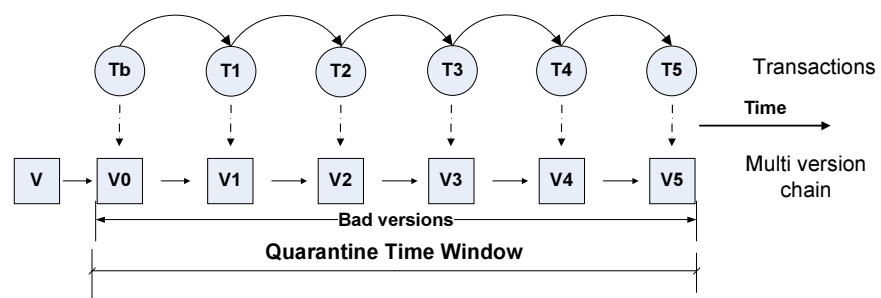 Tb T1 T2 T3 T4 T5 Transactions
Time
V V0 V1 V2 V3 V4 V5 Multi version
chain
Bad versions
Quarantine Time Window